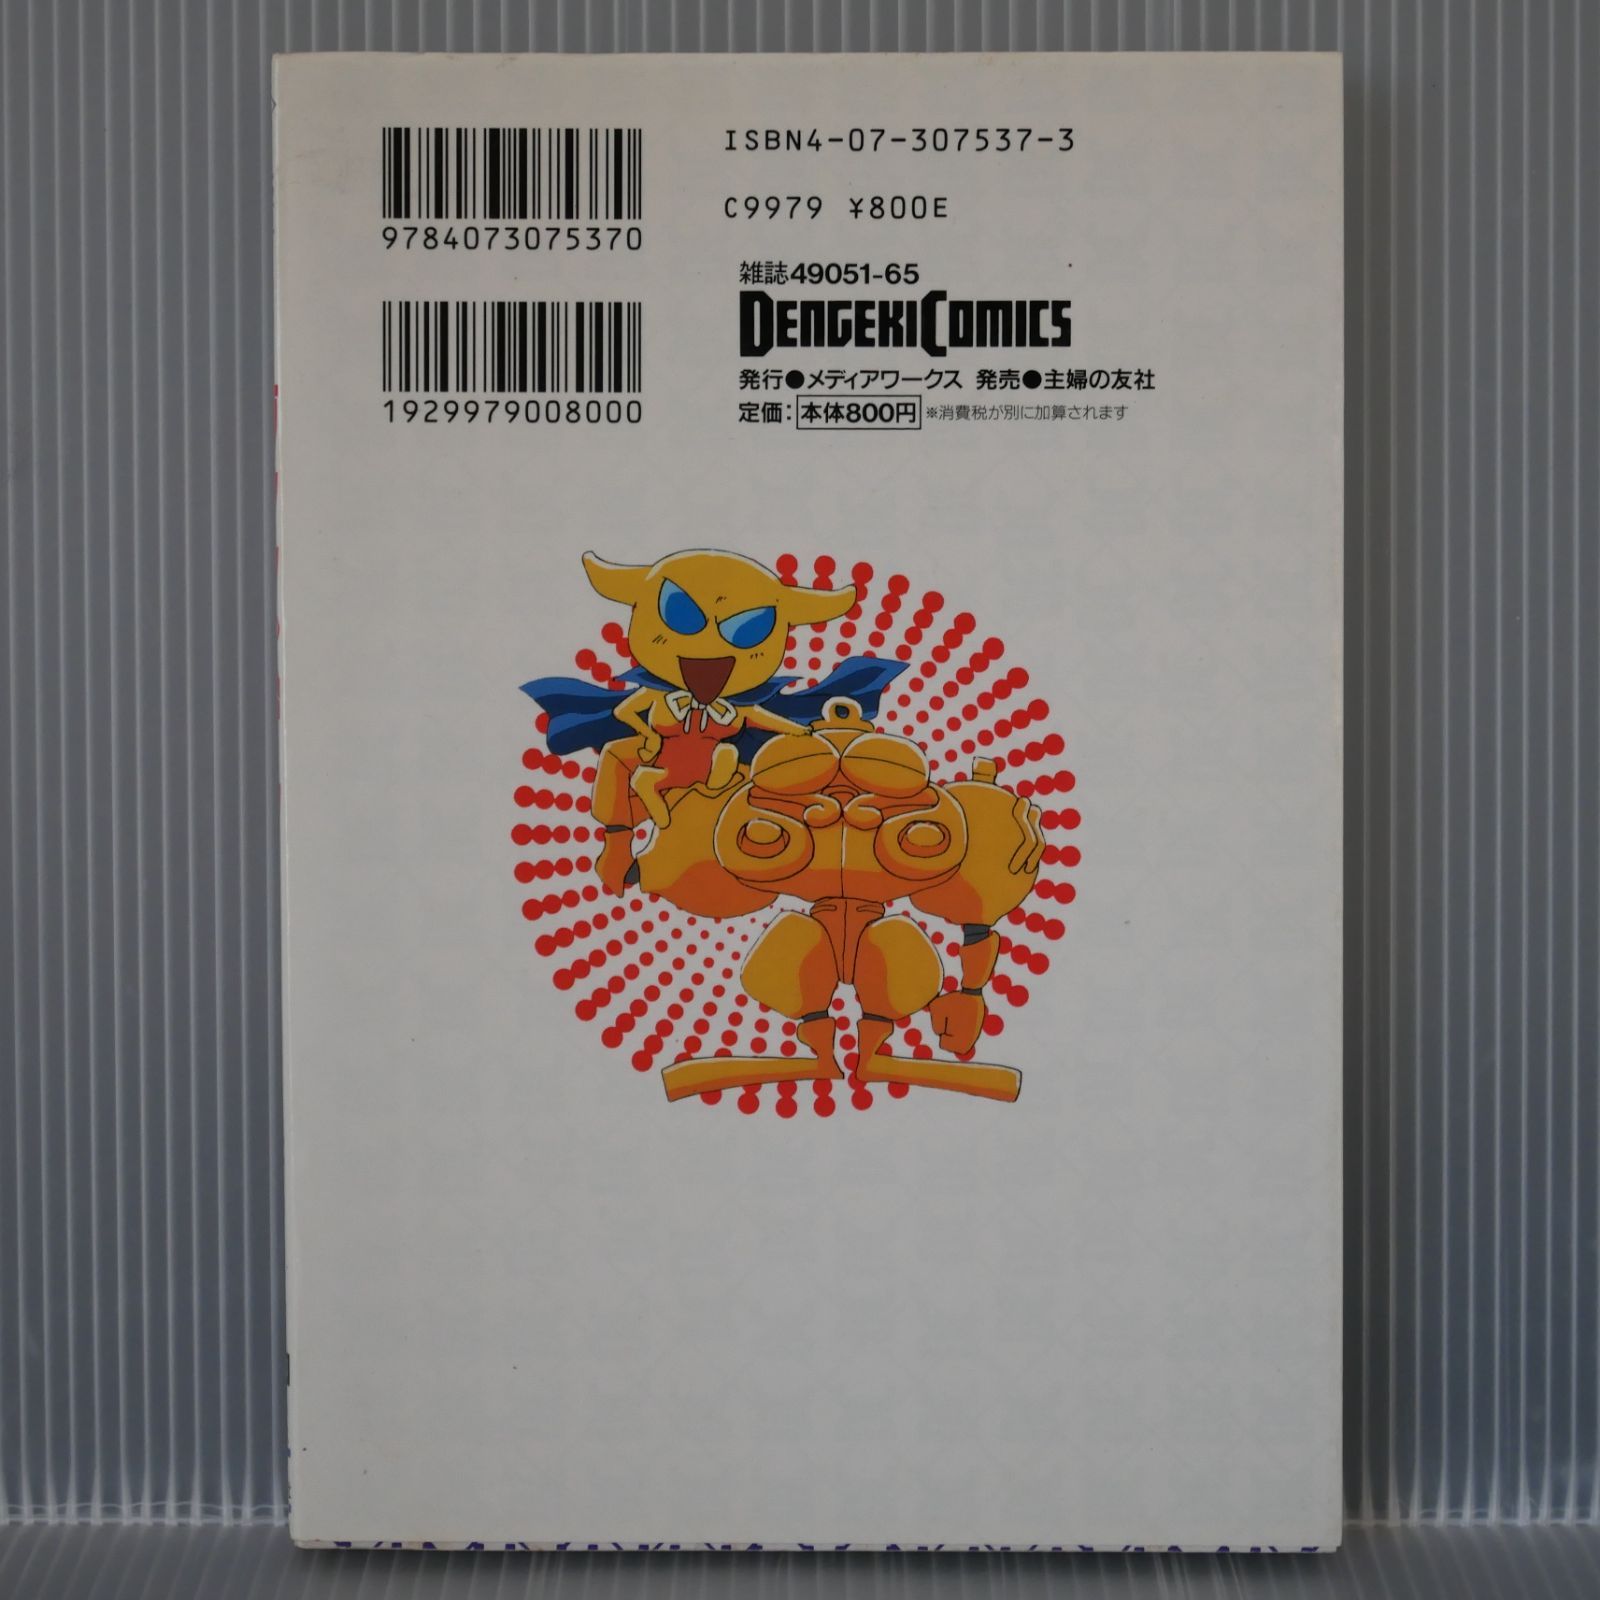 ISBN4-07-307537-3
C9979 ¥800E
9784073075370
雑誌49051-65
DENGEKI COMICS
1929979008000
発行●メディアワークス 発売●主婦の友社
定価：本体800円 ※消費税が別に加算されます